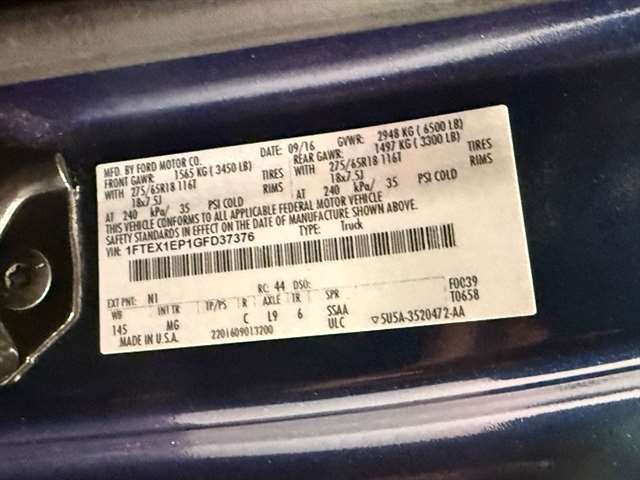 MFD. BY FORD MOTOR CO. DATE: 09/16 GVWR: 2948 KG ( 6500 LB)
FRONT GAWR: 1565 KG ( 3450 LB) REAR GAWR: 1497 KG ( 3300 LB)
WITH 275/65R18 116T TIRES WITH 275/65R18 116T TIRES
18x7.5J RIMS 18x7.5J RIMS
AT 240 kPa/ 35 PSI COLD AT 240 kPa/ 35 PSI COLD
THIS VEHICLE CONFORMS TO ALL APPLICABLE FEDERAL MOTOR VEHICLE
SAFETY STANDARDS IN EFFECT ON THE DATE OF MANUFACTURE SHOWN ABOVE.
VIN: 1FTEX1EP1GFD37376 TYPE: Truck
EXT PNT: N1 RC: 44 DSO: F0039
WB INT TR TP/PS R AXLE TR SPR T0658
145 MG C L9 6 SSAA
MADE IN U.S.A. 2201609013200 ULC ▽5U5A-3520472-AA